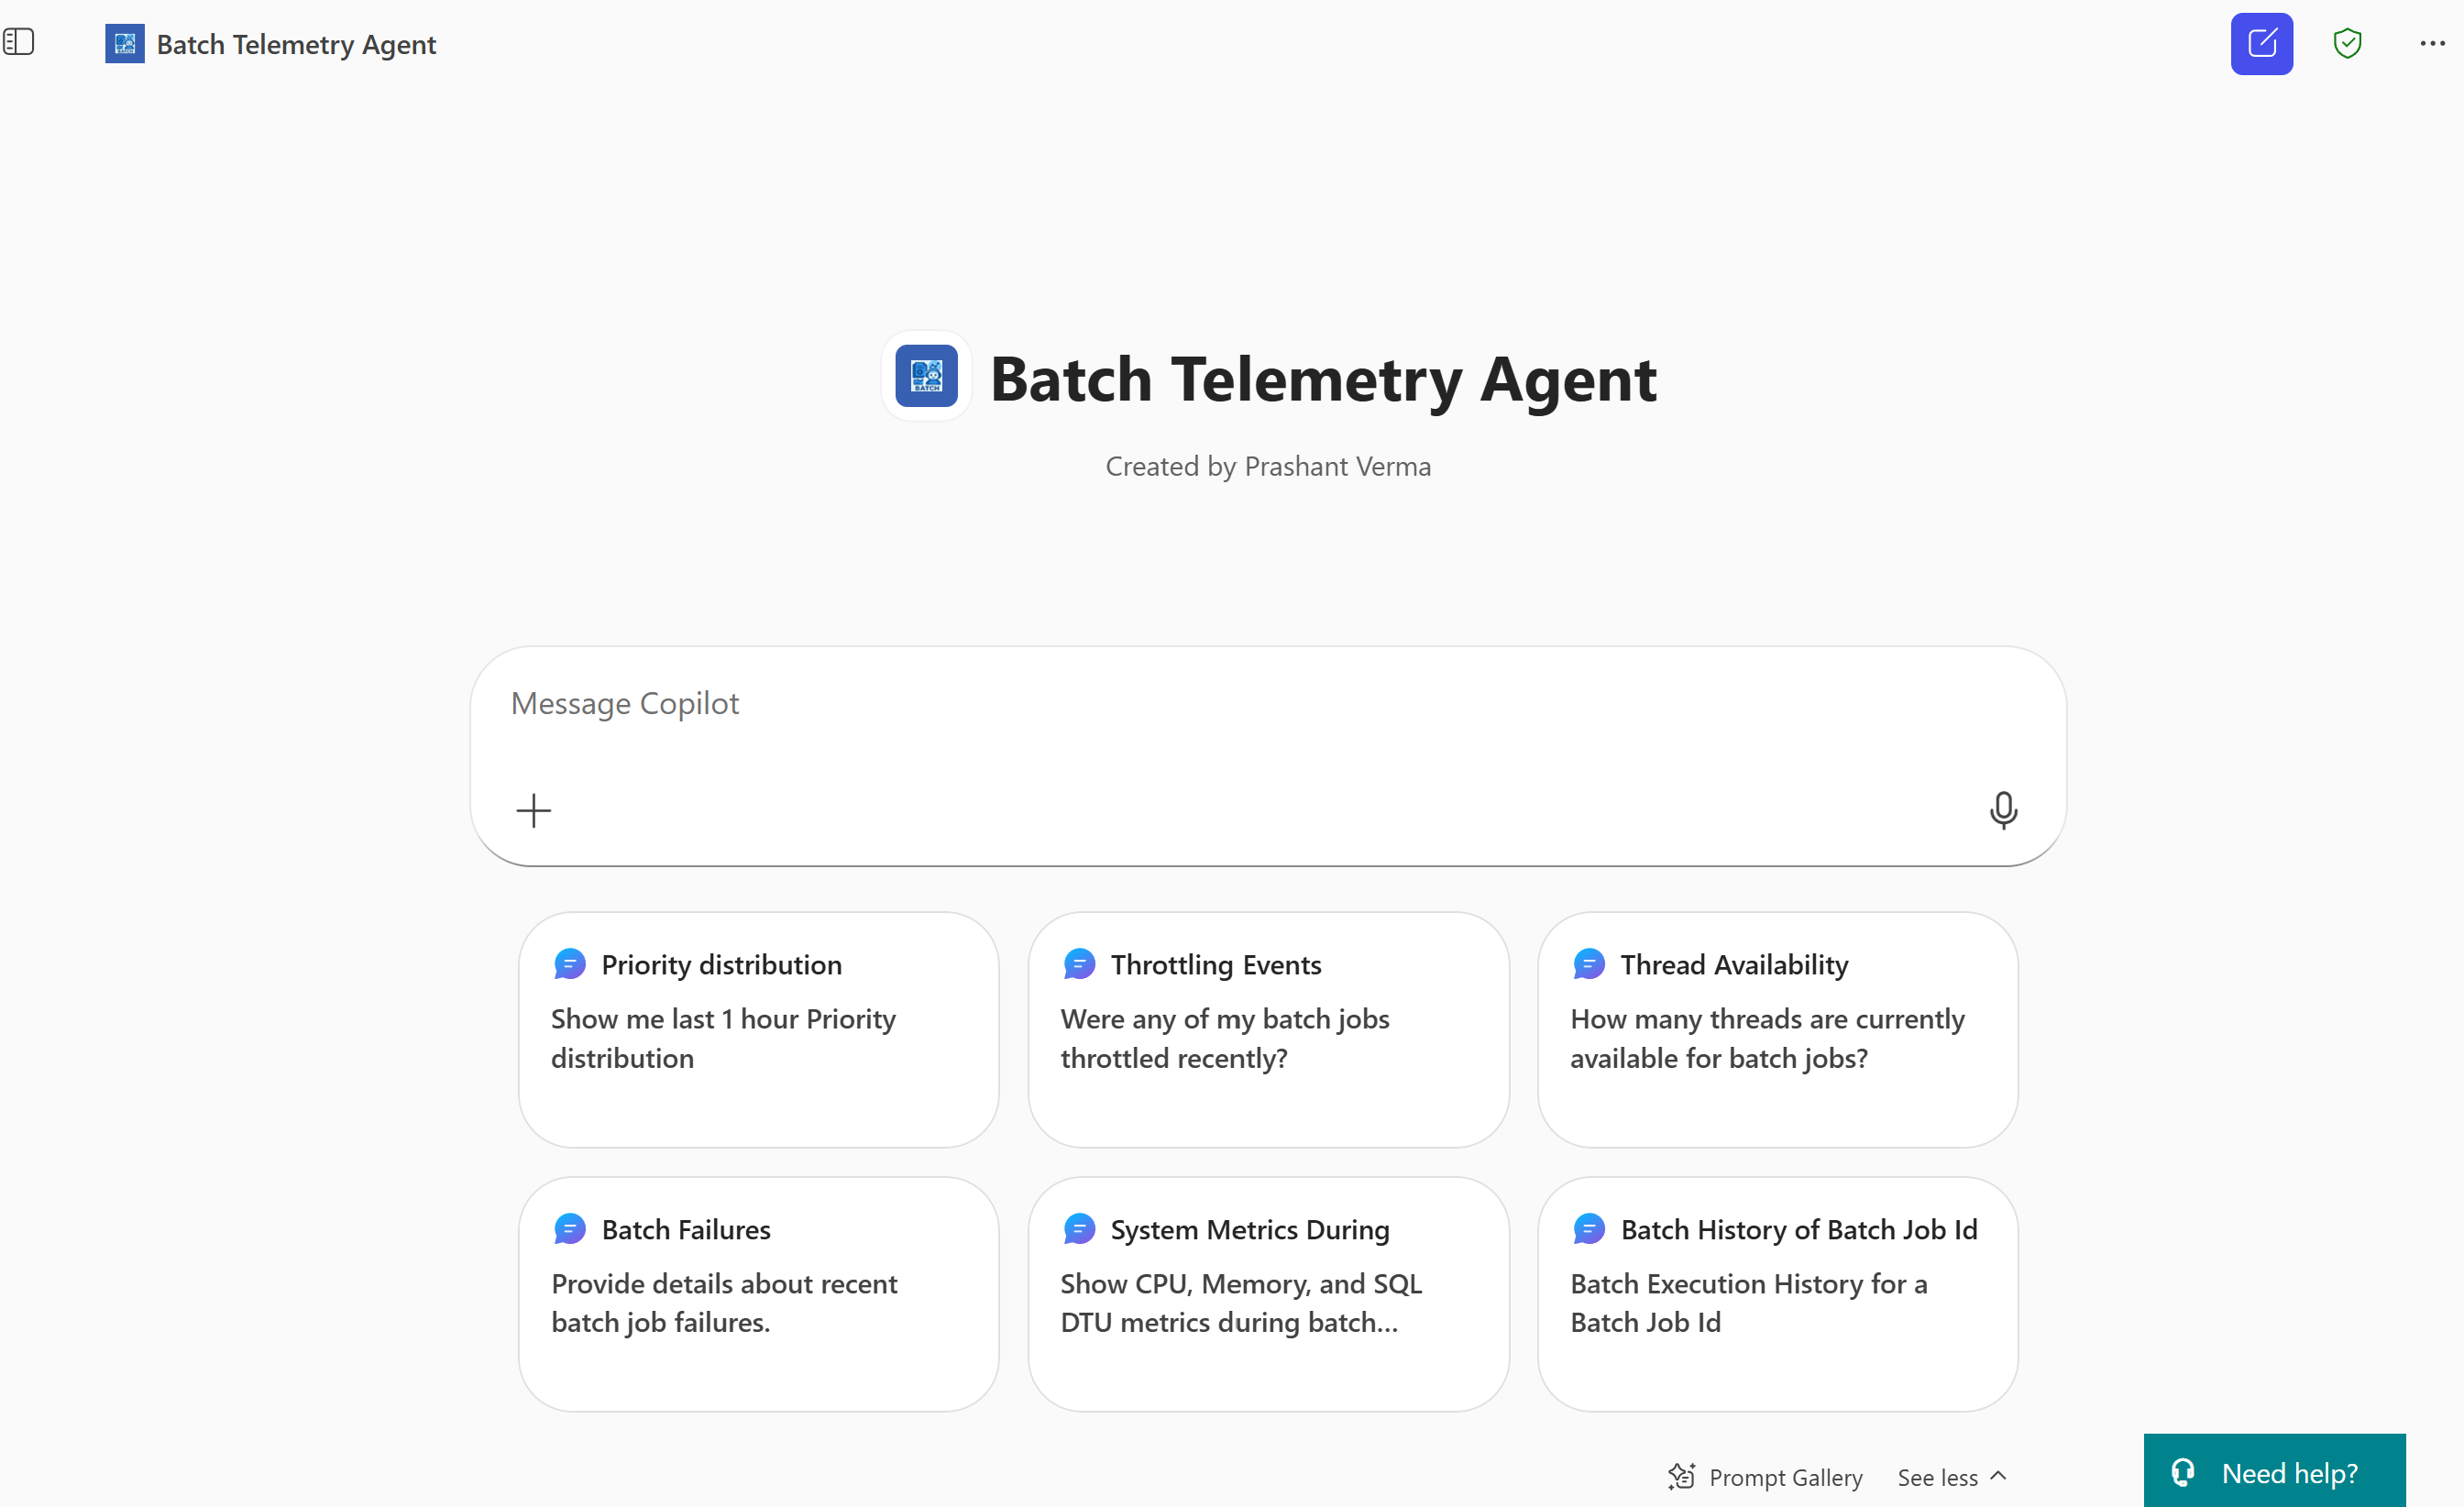 Batch Telemetry Agent
BATCH
Batch Telemetry Agent
Created by Prashant Verma
Message Copilot
Priority distribution
Show me last 1 hour Priority
distribution
Throttling Events
Were any of my batch jobs
throttled recently?
Thread Availability
How many threads are currently
available for batch jobs?
Batch Failures
Provide details about recent
batch job failures.
System Metrics During
Show CPU, Memory, and SQL
DTU metrics during batch...
Batch History of Batch Job Id
Batch Execution History for a
Batch Job Id
Prompt Gallery
See less
Need help?